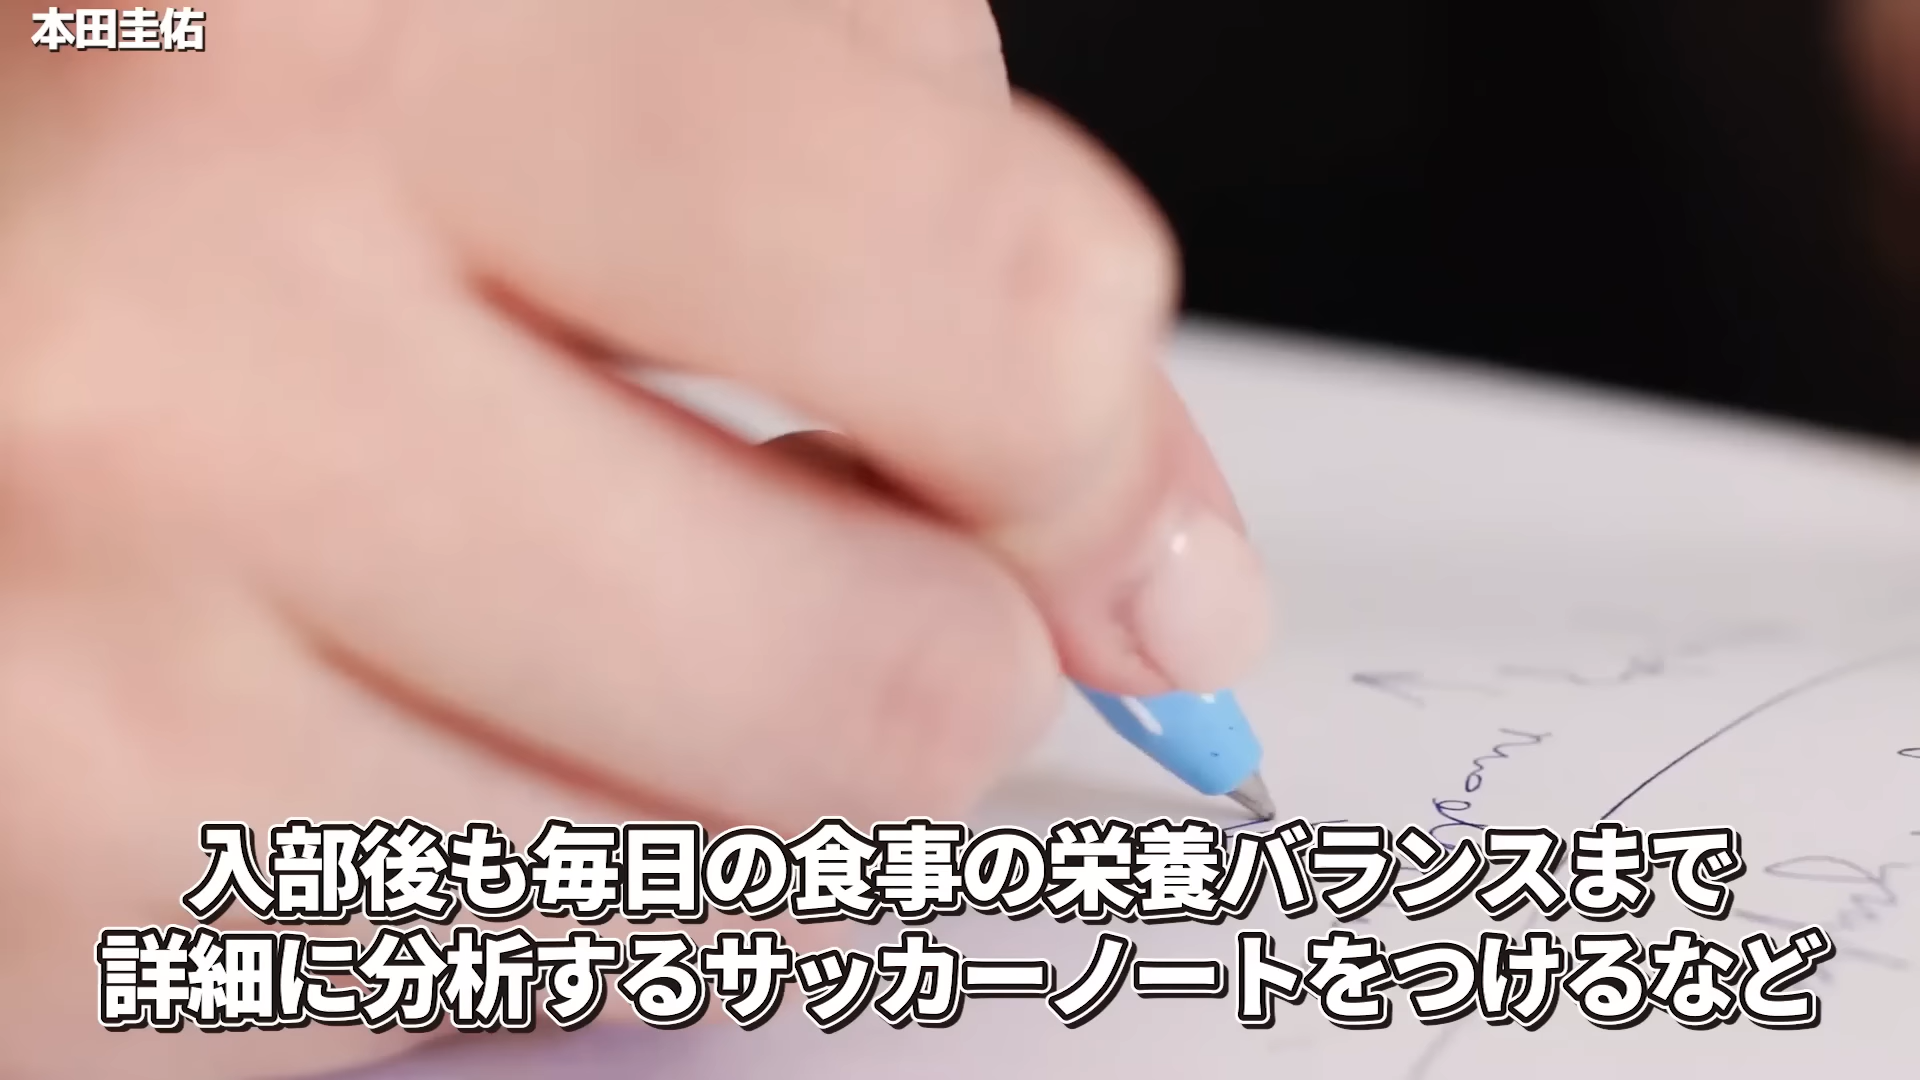 本田圭佑
入部後も毎日の食事の栄養バランスまで
詳細に分析するサッカーノートをつけるなど